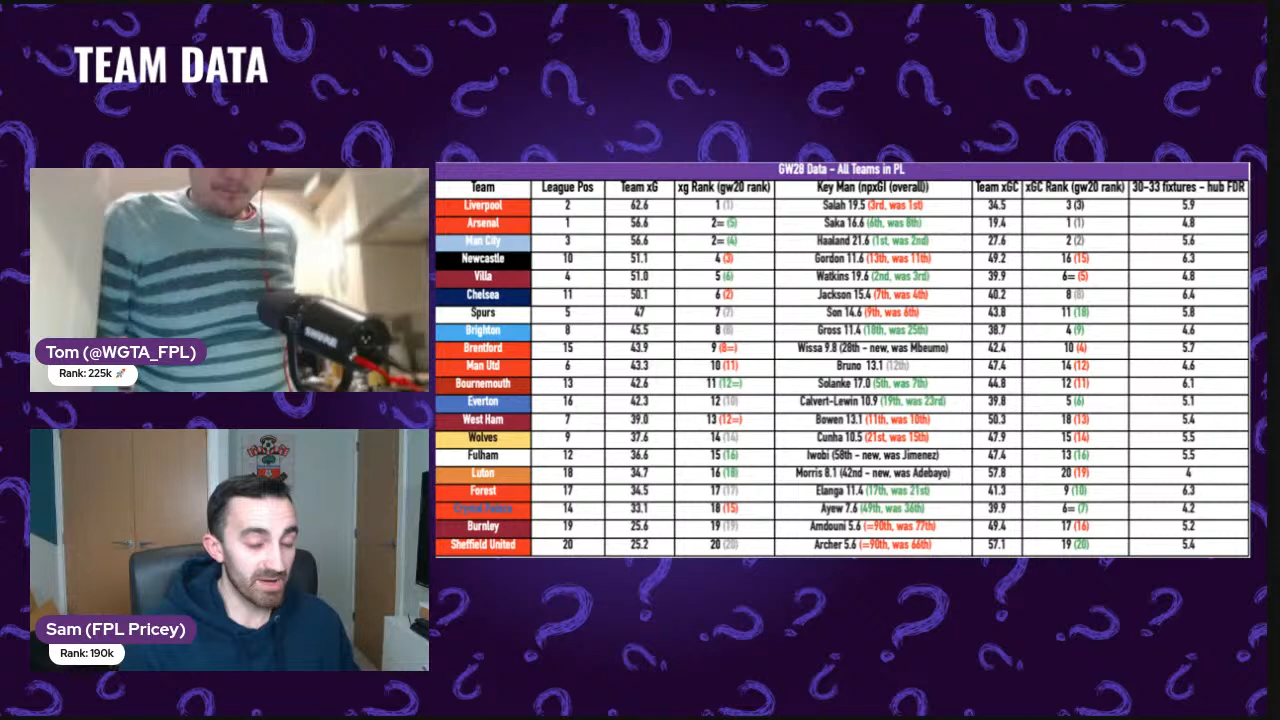 TEAM DATA
GW28 Data - All Teams in PL
Team League Pos Team xG xg Rank (gw20 rank) Key Man (npxGI (overall) Team xGC xGC Rank (gw20 rank) 30-33 fixtures - hub FDR
Liverpool 2 62.6 1 (1) Salah 19.5 (3rd, was 1st) 34.5 3 (3) 5.9
Arsenal 1 56.6 2= (5) Saka 16.6 (6th, was 8th) 19.4 1 (1) 4.8
Man City 3 56.6 2= (4) Haaland 21.6 (1st, was 2nd) 27.6 2 (2) 5.6
Newcastle 10 51.1 4 (3) Gordon 11.6 (13th, was 11th) 49.2 16 (15) 6.3
Villa 4 51.0 5 (6) Watkins 19.6 (2nd, was 3rd) 39.9 6= (5) 4.8
Chelsea 11 50.1 6 (2) Jackson 15.4 (7th, was 4th) 40.2 8 (8) 6.4
Spurs 5 47 7 (7) Son 14.6 (9th, was 6th) 43.8 11 (18) 5.8
Brighton 8 45.5 8 (8) Gross 11.4 (18th, was 25th) 38.7 4 (9) 4.6
Brentford 15 43.9 9 (8=) Wissa 9.8 (28th - new, was Mbeumo) 42.4 10 (4) 5.7
Man Utd 6 43.3 10 (11) Bruno 13.1 (12th) 47.4 14 (12) 4.6
Bournemouth 13 42.6 11 (12=) Solanke 17.0 (5th, was 7th) 44.8 12 (11) 6.1
Everton 16 42.3 12 (10) Calvert-Lewin 10.9 (19th, was 23rd) 39.8 5 (6) 5.1
West Ham 7 39.0 13 (12=) Bowen 13.1 (11th, was 10th) 50.3 18 (13) 5.4
Wolves 9 37.6 14 (14) Cunha 10.5 (21st, was 15th) 47.9 15 (14) 5.5
Fulham 12 36.6 15 (16) Iwobi (58th - new, was Jimenez) 47.4 13 (16) 5.5
Luton 18 34.7 16 (18) Morris 8.1 (42nd - new, was Adebayo) 57.8 20 (19) 4
Forest 17 34.5 17 (17) Elanga 11.4 (17th, was 21st) 41.3 9 (10) 6.3
Crystal Palace 14 33.1 18 (15) Ayew 7.6 (49th, was 36th) 39.9 6= (7) 4.2
Burnley 19 25.6 19 (19) Amdouni 5.6 (=90th, was 77th) 49.4 17 (16) 5.2
Sheffield United 20 25.2 20 (20) Archer 5.6 (=90th, was 66th) 57.1 19 (20) 5.4
Tom (@WGTA_FPL)
Rank: 225k 🚀
Sam (FPL Pricey)
Rank: 190k